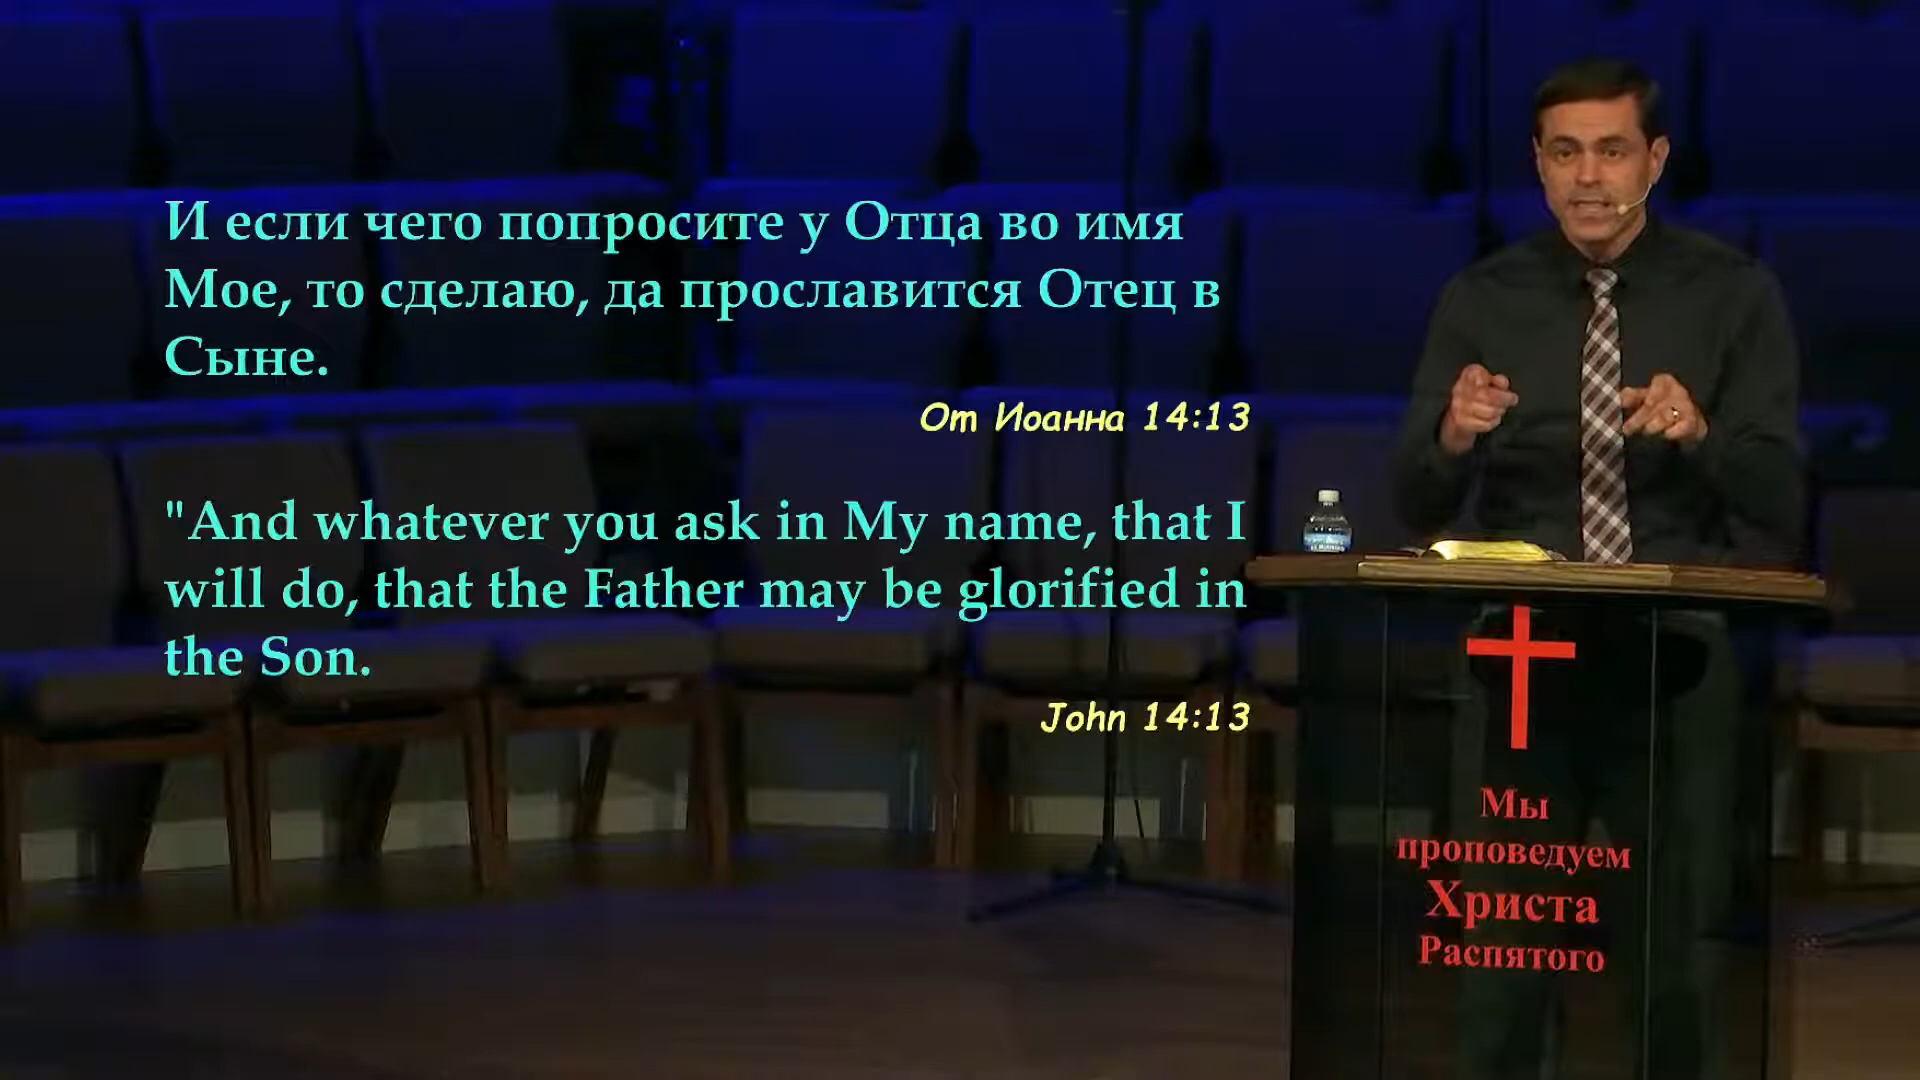 И если чего попросите у Отца во имя
Мое, то сделаю, да прославится Отец в
Сыне.
От Иоанна 14:13
"And whatever you ask in My name, that I
will do, that the Father may be glorified in
the Son.
John 14:13
Мы
проповедуем
Христа
Распятого